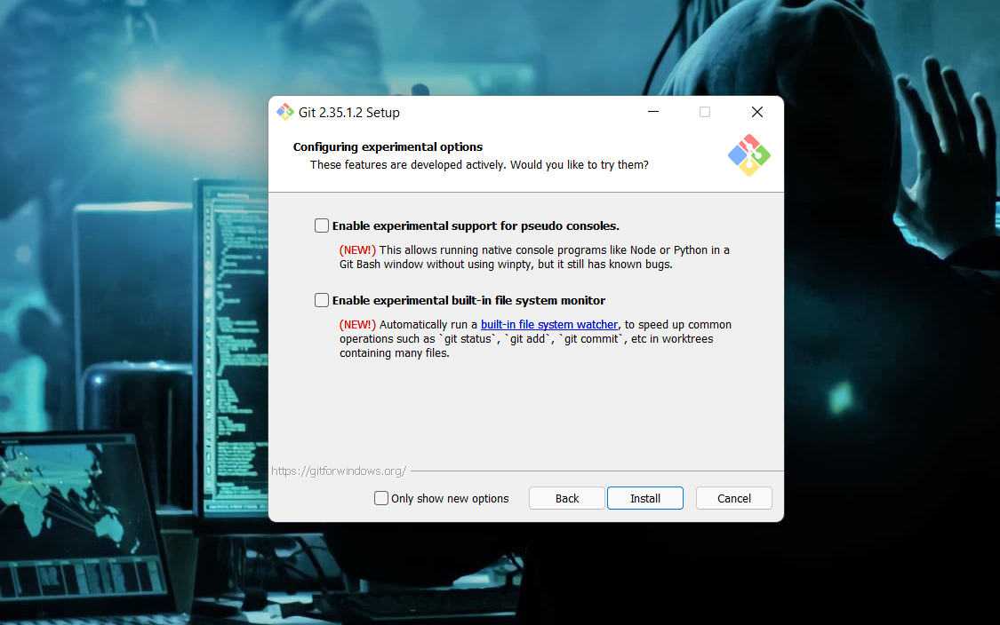 Git 2.35.1.2 Setup
Configuring experimental options
These features are developed actively. Would you like to try them?
Enable experimental support for pseudo consoles.
(NEW!) This allows running native console programs like Node or Python in a
Git Bash window without using winpty, but it still has known bugs.
Enable experimental built-in file system monitor
(NEW!) Automatically run a built-in file system watcher, to speed up common
operations such as `git status`, `git add`, `git commit`, etc in worktrees
containing many files.
https://gitforwindows.org/
Only show new options
Back
Install
Cancel